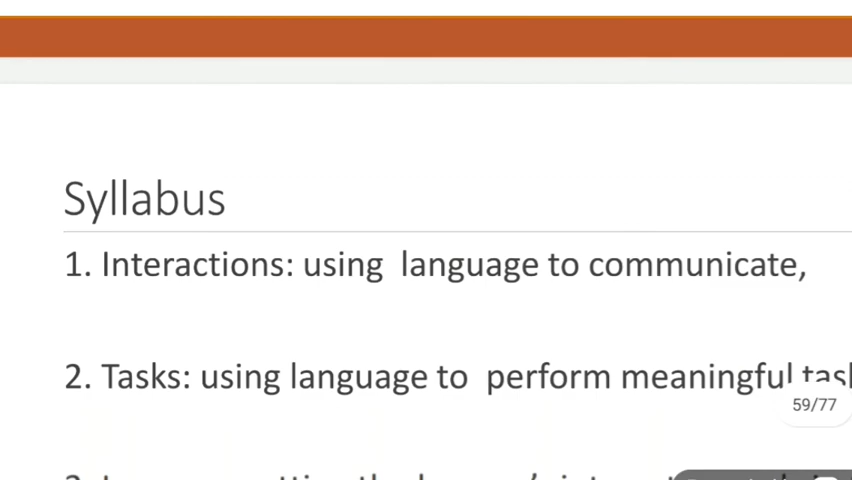 Syllabus
1. Interactions: using language to communicate,
2. Tasks: using language to perform meaningful
59/77